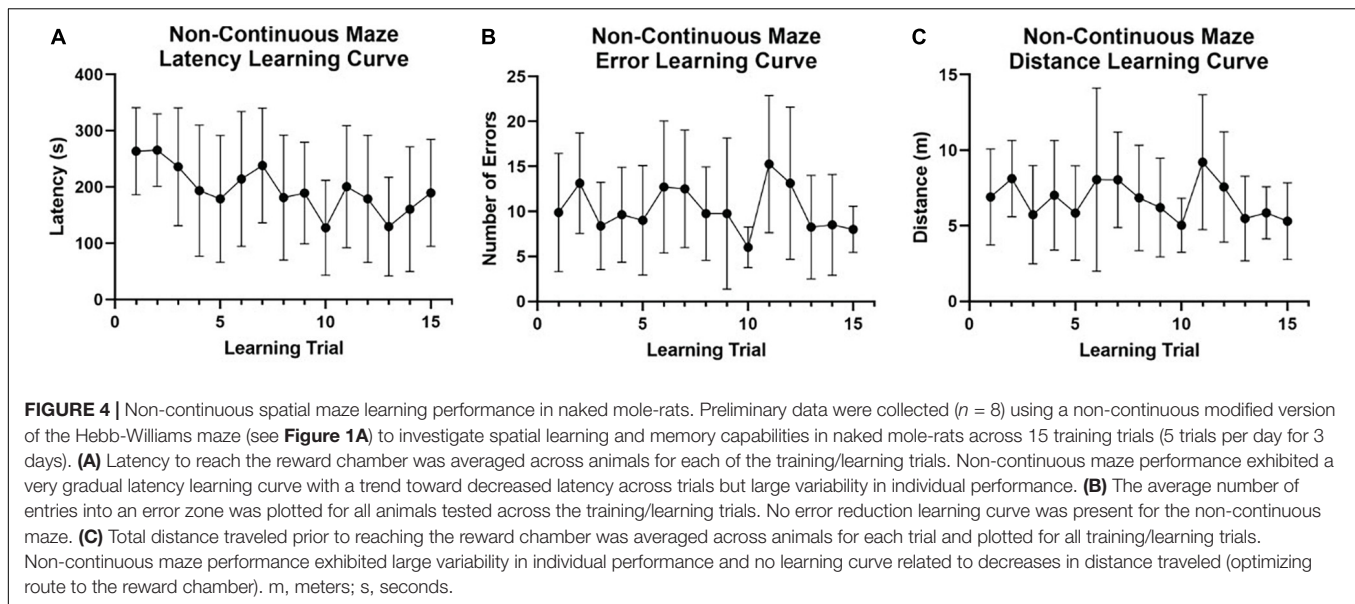 A
Non-Continuous Maze
Latency Learning Curve
400
300
200
100
0
Latency (s)
0
5
10
15
Learning Trial
B
Non-Continuous Maze
Error Learning Curve
25
20
15
10
5
0
Number of Errors
0
5
10
15
Learning Trial
C
Non-Continuous Maze
Distance Learning Curve
15
10
5
0
Distance (m)
0
5
10
15
Learning Trial
FIGURE 4 | Non-continuous spatial maze learning performance in naked mole-rats. Preliminary data were collected (n = 8) using a non-continuous modified version
of the Hebb-Williams maze (see Figure 1A) to investigate spatial learning and memory capabilities in naked mole-rats across 15 training trials (5 trials per day for 3
days). (A) Latency to reach the reward chamber was averaged across animals for each of the training/learning trials. Non-continuous maze performance exhibited a
very gradual latency learning curve with a trend toward decreased latency across trials but large variability in individual performance. (B) The average number of
entries into an error zone was plotted for all animals tested across the training/learning trials. No error reduction learning curve was present for the non-continuous
maze. (C) Total distance traveled prior to reaching the reward chamber was averaged across animals for each trial and plotted for all training/learning trials.
Non-continuous maze performance exhibited large variability in individual performance and no learning curve related to decreases in distance traveled (optimizing
route to the reward chamber). m, meters; s, seconds.